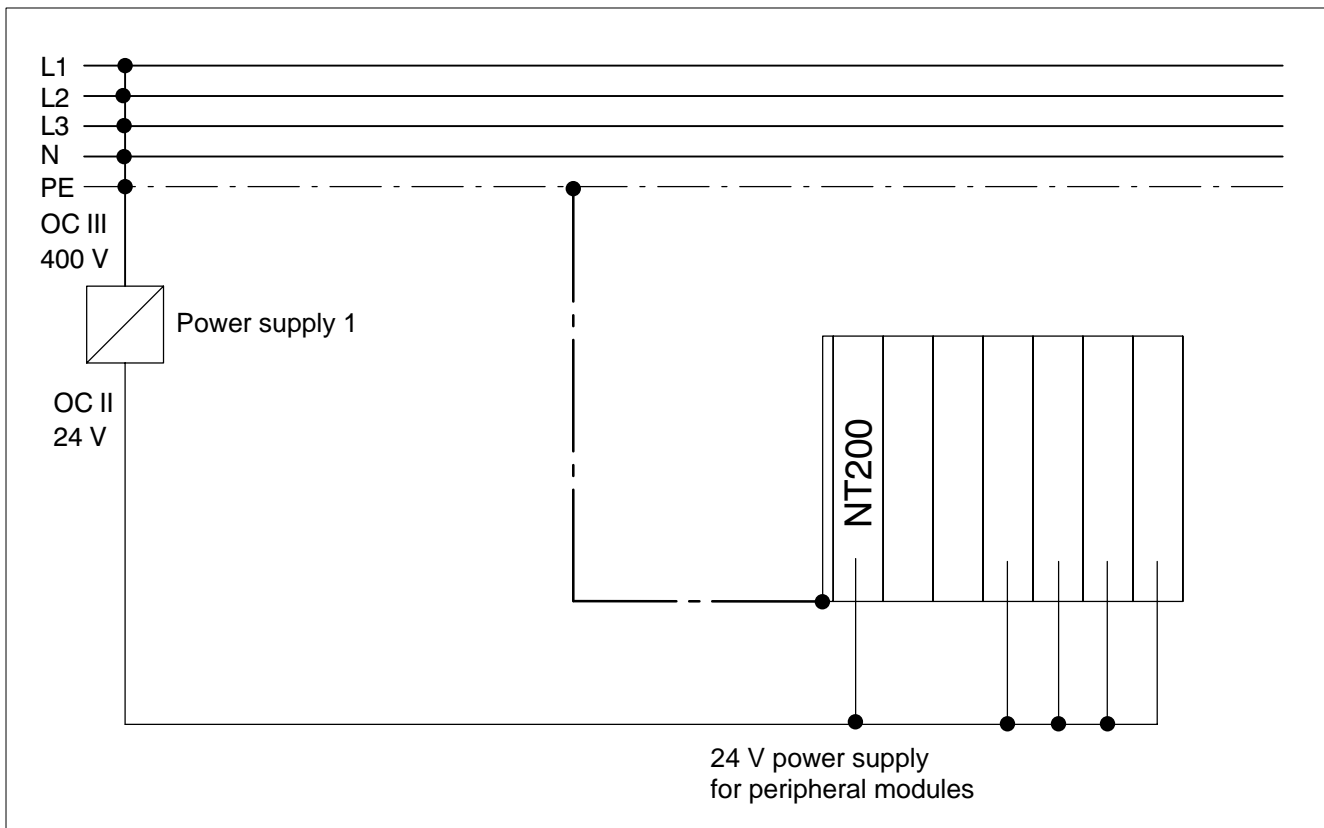 L1
L2
L3
N
PE
OC III
400 V
Power supply 1
OC II
24 V
NT200
24 V power supply
for peripheral modules